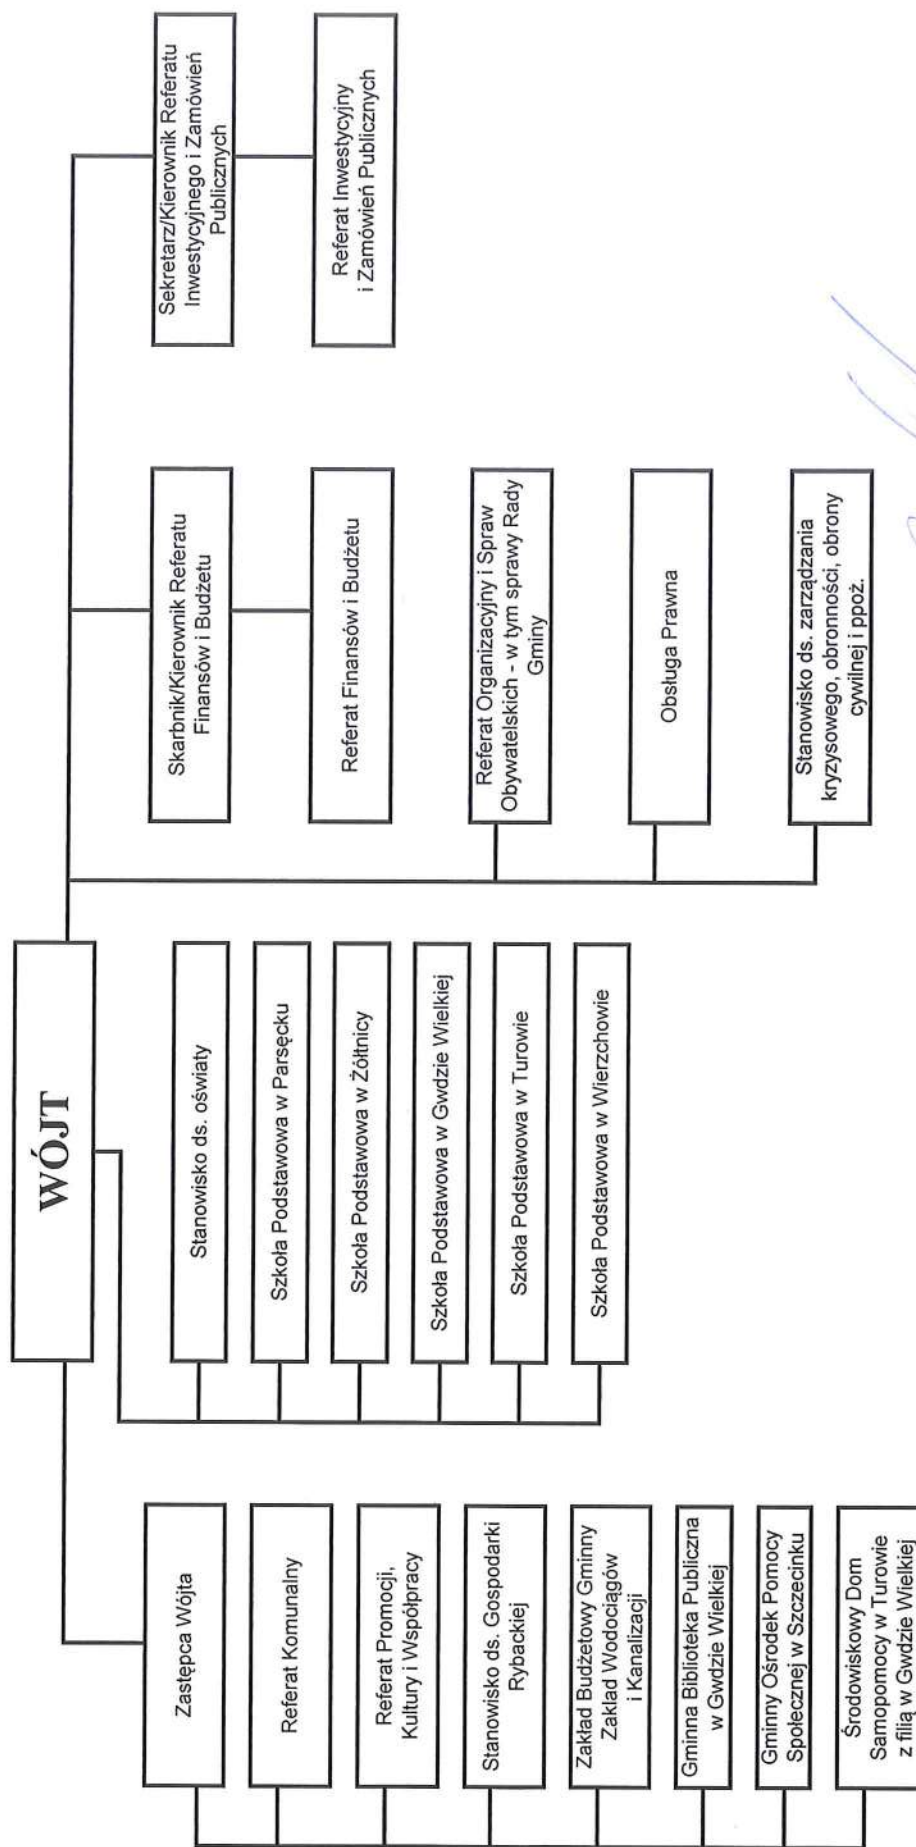 WÓJT
Zastępca Wójta
Referat Komunalny
Referat Promocji,
Kultury i Współpracy
Stanowisko ds. Gospodarki
Rybackiej
Zakład Budżetowy Gminny
Zaklad Wodociągów
i Kanalizacji
Gminna Biblioteka Publiczna
w Gwdzie Wielkiej
Gminny Ośrodek Pomocy
Społecznej w Szczecinku
Środowiskowy Dom
Samopomocy w Turowie
z filią w Gwdzie Wielkiej
Stanowisko ds. oświaty
Szkoła Podstawowa w Parsęcku
Szkoła Podstawowa w Żółtnicy
Szkoła Podstawowa w Gwdzie Wielkiej
Szkoła Podstawowa w Turowie
Szkoła Podstawowa w Wierzchowie
Skarbnik/Kierownik Referatu
Finansów i Budżetu
Referat Finansów i Budżetu
Referat Organizacyjny i Spraw
Obywatelskich - w tym sprawy Rady
Gminy
Obsługa Prawna
Stanowisko ds. zarządzania
kryzysowego, obronności, obrony
cywilnej i ppoż.
Sekretarz/Kierownik Referatu
Inwestycyjnego i Zamówień
Publicznych
Referat Inwestycyjny
i Zamówień Publicznych